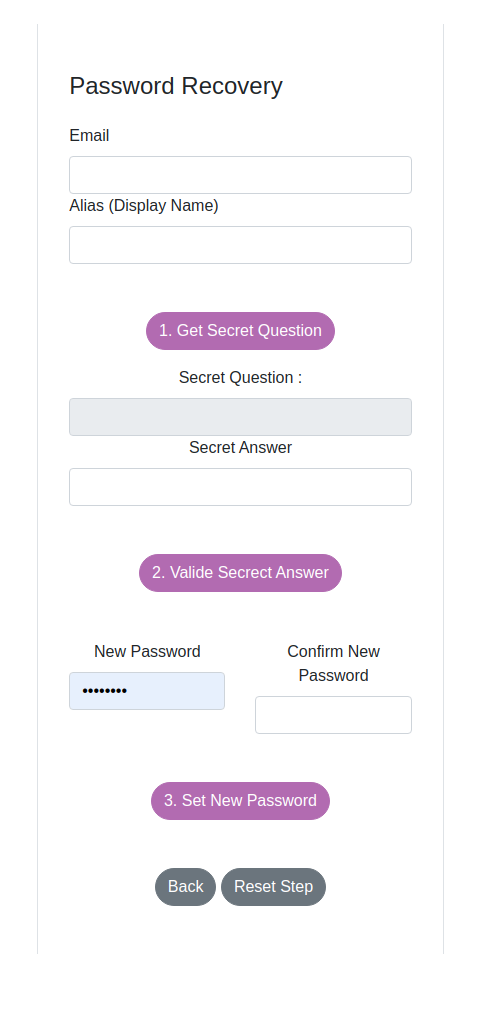 Password Recovery
Email
Alias (Display Name)
1. Get Secret Question
Secret Question :
Secret Answer
2. Valide Secrect Answer
New Password
••••••••
Confirm New
Password
3. Set New Password
Back
Reset Step